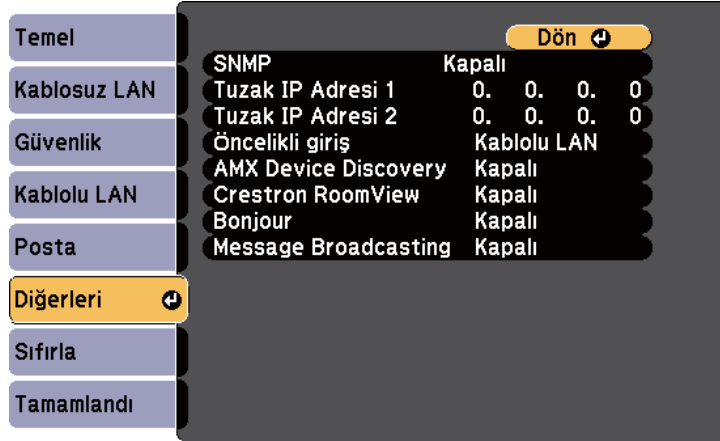 Temel
Kablosuz LAN
Güvenlik
Kablolu LAN
Posta
Diğerleri
Sıfırla
Tamamlandı
Dön
SNMP Kapalı
Tuzak IP Adresi 1 0. 0. 0. 0
Tuzak IP Adresi 2 0. 0. 0. 0
Öncelikli giriş Kablolu LAN
AMX Device Discovery Kapalı
Crestron RoomView Kapalı
Bonjour Kapalı
Message Broadcasting Kapalı